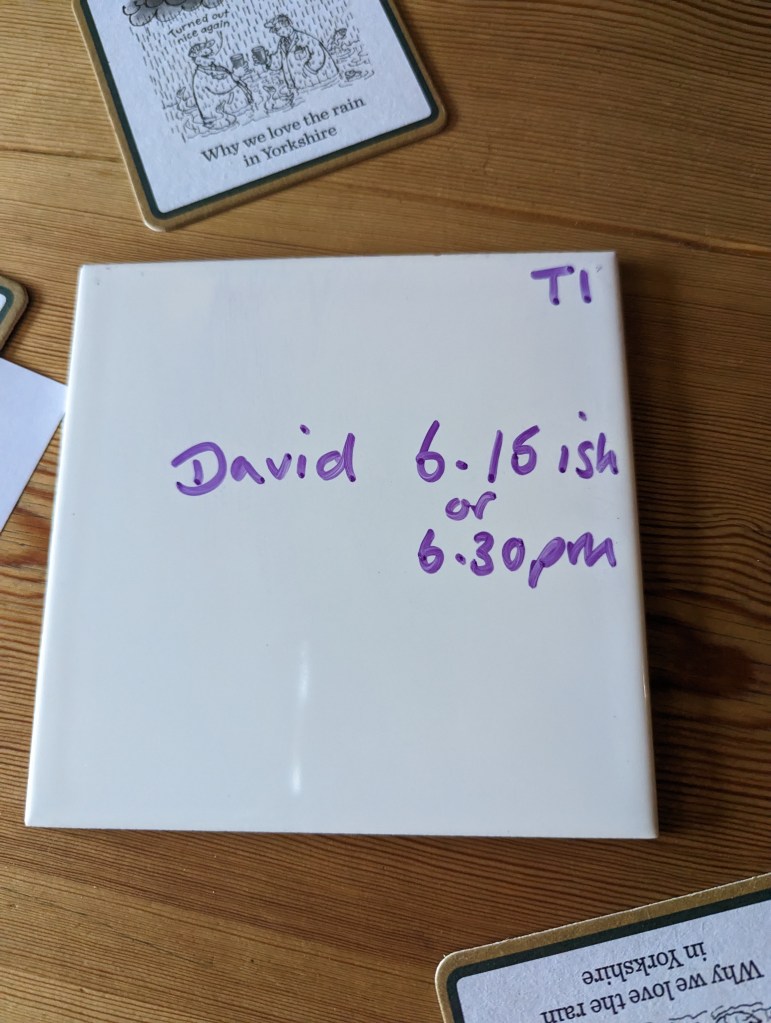 Turned out
nice again
Why we love the rain
in Yorkshire
T1
David 6.15 ish
or
6.30pm
Why we love the rain
in Yorkshire